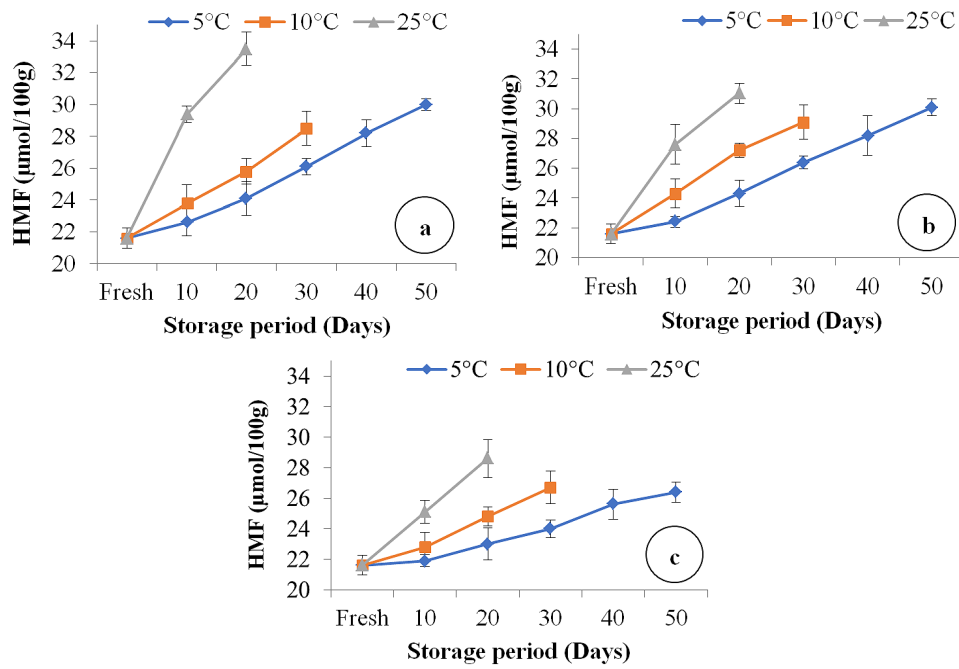 5°C 10°C 25°C
34
32
30
28
26
24
22
20
HMF (µmol/100g)
Fresh 10 20 30 40 50
Storage period (Days)
a
5°C 10°C 25°C
34
32
30
28
26
24
22
20
HMF (µmol/100g)
Fresh 10 20 30 40 50
Storage period (Days)
b
5°C 10°C 25°C
34
32
30
28
26
24
22
20
HMF (µmol/100g)
Fresh 10 20 30 40 50
Storage period (Days)
c